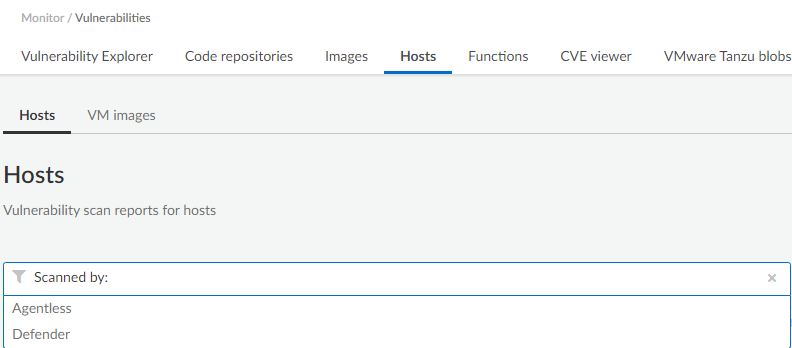 Monitor / Vulnerabilities
Vulnerability Explorer Code repositories Images Hosts Functions CVE viewer VMware Tanzu blobs
Hosts VM images
Hosts
Vulnerability scan reports for hosts
Scanned by:
Agentless
Defender